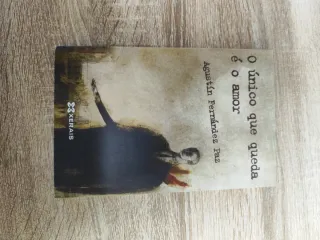 O único que queda
é o amor
Agustín Fernández Paz
XERAIS